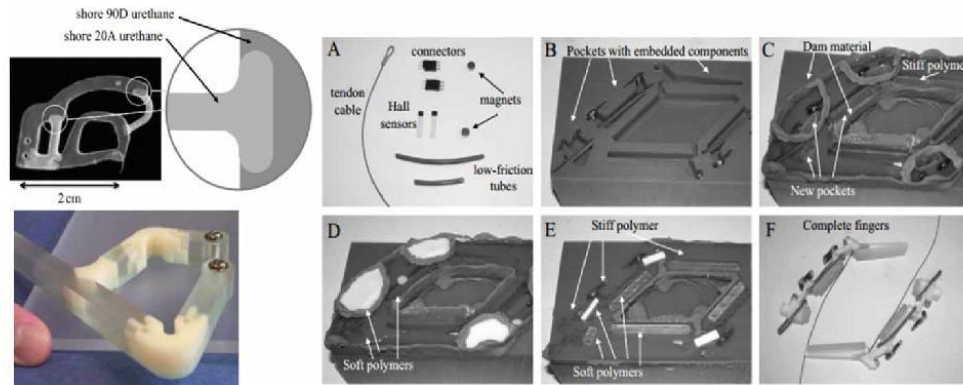 shore 90D urethane
shore 20A urethane
2 cm
A
connectors
tendon
cable
Hall
sensors
magnets
low-friction
tubes
B
Pockets with embedded components
C
Dam material
Stiff polyme
New pockets
D
Soft polymers
E
Stiff polymer
Soft polymers
F
Complete fingers